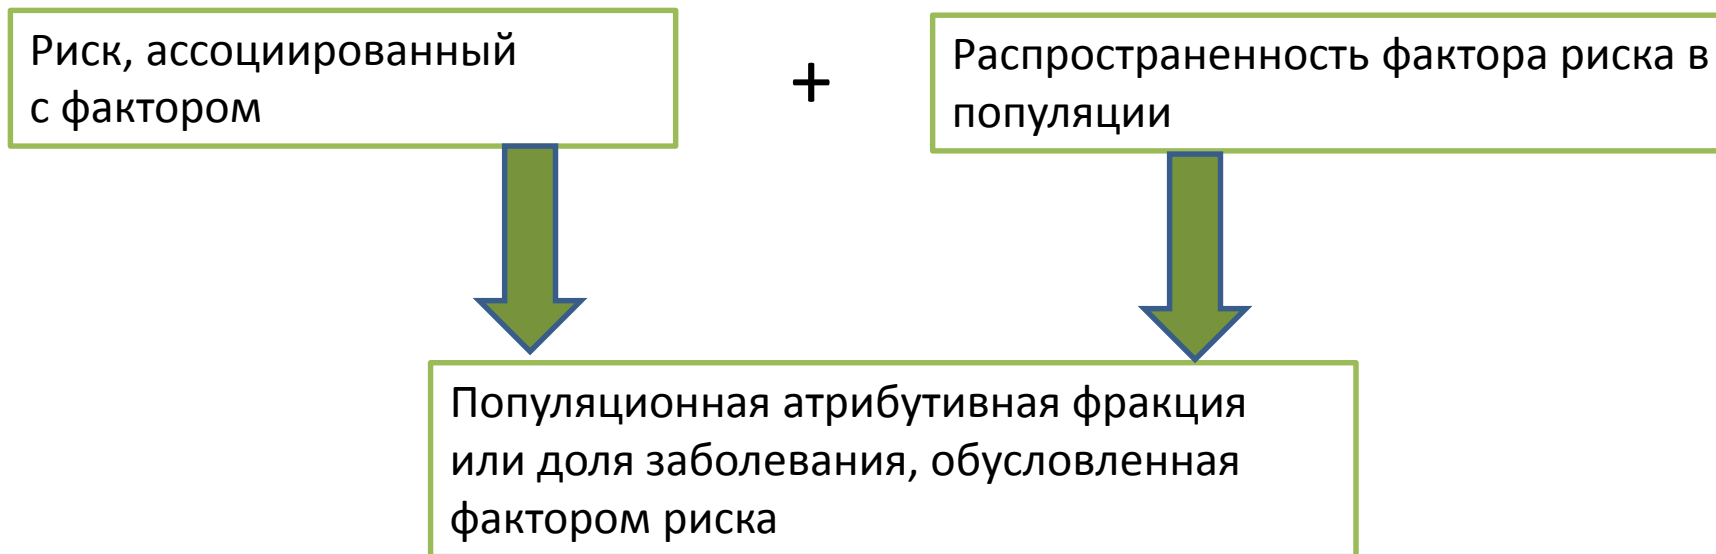 Риск, ассоциированный
с фактором
+
Распространенность фактора риска в
популяции
Популяционная атрибутивная фракция
или доля заболевания, обусловленная
фактором риска